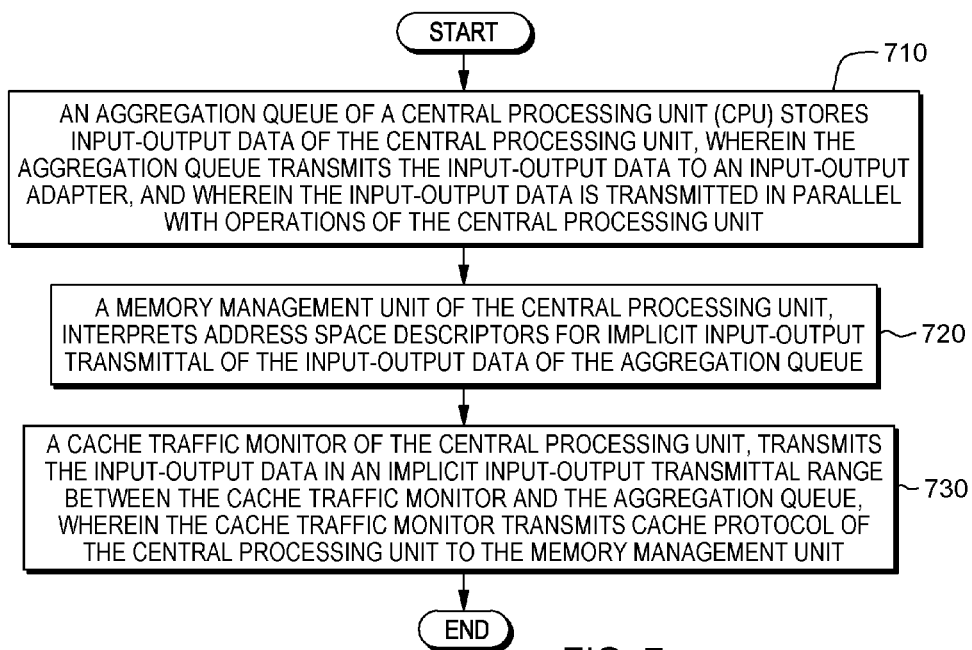 START
710
AN AGGREGATION QUEUE OF A CENTRAL PROCESSING UNIT (CPU) STORES
INPUT-OUTPUT DATA OF THE CENTRAL PROCESSING UNIT, WHEREIN THE
AGGREGATION QUEUE TRANSMITS THE INPUT-OUTPUT DATA TO AN INPUT-OUTPUT
ADAPTER, AND WHEREIN THE INPUT-OUTPUT DATA IS TRANSMITTED IN PARALLEL
WITH OPERATIONS OF THE CENTRAL PROCESSING UNIT
A MEMORY MANAGEMENT UNIT OF THE CENTRAL PROCESSING UNIT,
INTERPRETS ADDRESS SPACE DESCRIPTORS FOR IMPLICIT INPUT-OUTPUT
TRANSMITTAL OF THE INPUT-OUTPUT DATA OF THE AGGREGATION QUEUE
720
A CACHE TRAFFIC MONITOR OF THE CENTRAL PROCESSING UNIT, TRANSMITS
THE INPUT-OUTPUT DATA IN AN IMPLICIT INPUT-OUTPUT TRANSMITTAL RANGE
BETWEEN THE CACHE TRAFFIC MONITOR AND THE AGGREGATION QUEUE,
WHEREIN THE CACHE TRAFFIC MONITOR TRANSMITS CACHE PROTOCOL OF
THE CENTRAL PROCESSING UNIT TO THE MEMORY MANAGEMENT UNIT
730
END